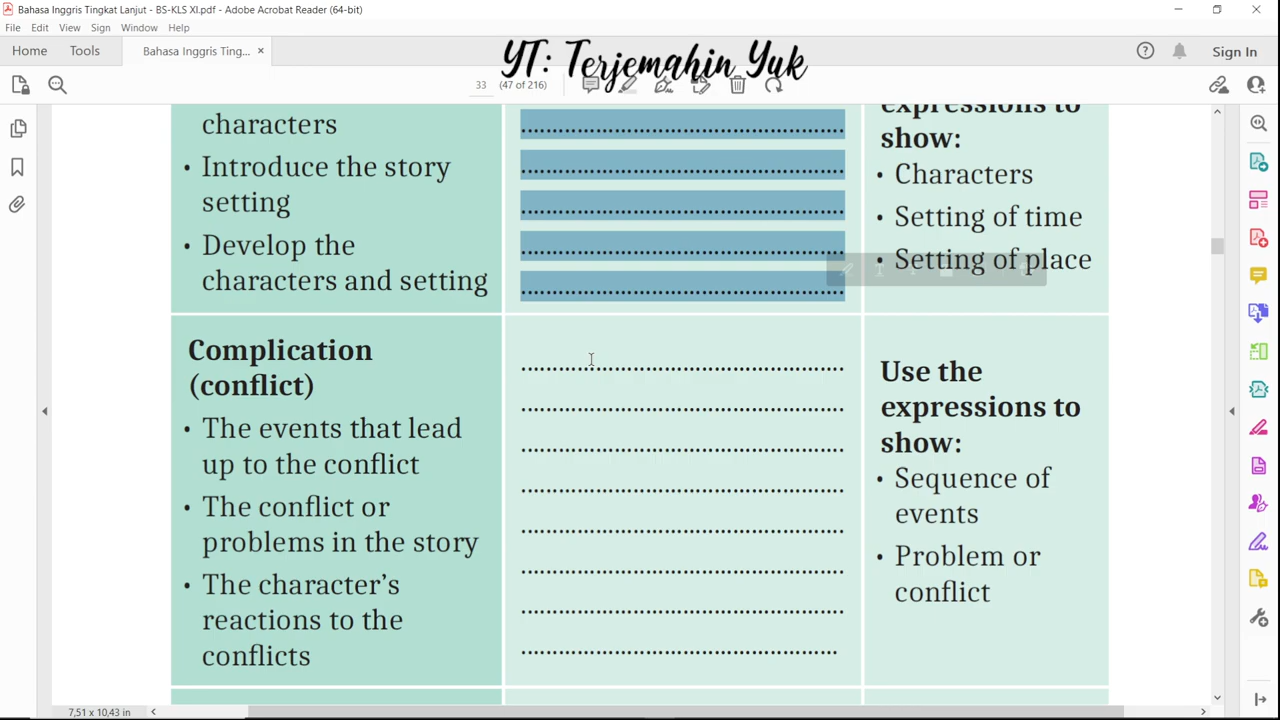 Bahasa Inggris Tingkat Lanjut - BS-KLS XI.pdf - Adobe Acrobat Reader (64-bit)
File Edit View Sign Window Help
Home Tools Bahasa Inggris Ting... × Sign In
YT: Terjemahin Yuk
33 (47 of 216)
characters
• Introduce the story
setting
• Develop the
characters and setting
.................................................
.................................................
.................................................
.................................................
.................................................
expressions to
show:
• Characters
• Setting of time
• Setting of place
Complication
(conflict)
• The events that lead
up to the conflict
• The conflict or
problems in the story
• The character's
reactions to the
conflicts
.................................................
.................................................
.................................................
.................................................
.................................................
.................................................
.................................................
................................................
Use the
expressions to
show:
• Sequence of
events
• Problem or
conflict
7,51 x 10,43 in